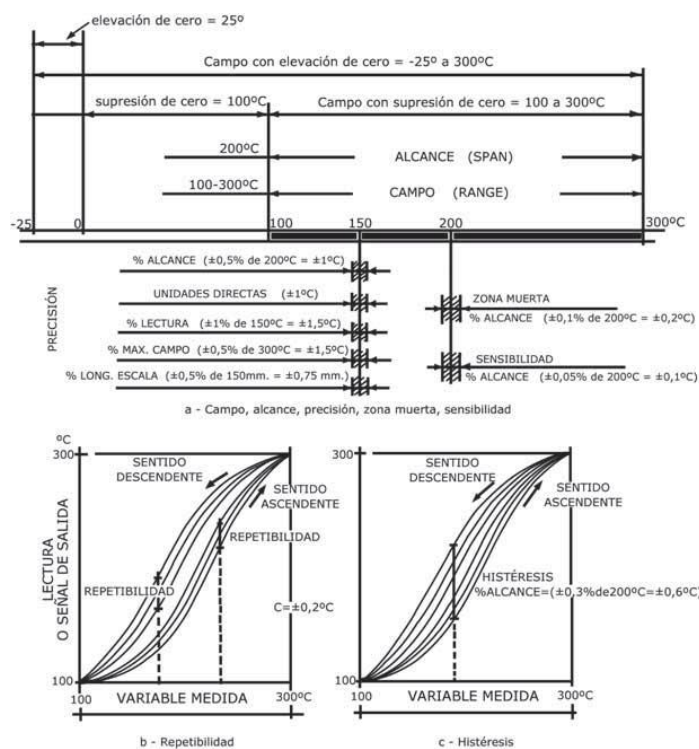 elevación de cero = 25º
Campo con elevación de cero = -25º a 300ºC
supresión de cero = 100ºC
Campo con supresión de cero = 100 a 300ºC
200ºC
ALCANCE (SPAN)
100-300ºC
CAMPO (RANGE)
-25
0
100
150
200
300ºC
PRECISIÓN
% ALCANCE (±0,5% de 200ºC = ±1ºC)
UNIDADES DIRECTAS (±1ºC)
% LECTURA (±1% de 150ºC = ±1,5ºC)
% MAX. CAMPO (±0,5% de 300ºC = ±1,5ºC)
% LONG. ESCALA (±0,5% de 150mm. = ±0,75 mm.)
ZONA MUERTA
% ALCANCE (±0,1% de 200ºC = ±0,2ºC)
SENSIBILIDAD
% ALCANCE (±0,05% de 200ºC = ±0,1ºC)
a - Campo, alcance, precisión, zona muerta, sensibilidad
ºC
300
SENTIDO
DESCENDENTE
SENTIDO
ASCENDENTE
REPETIBILIDAD
REPETIBILIDAD
C=±0,2ºC
LECTURA
O SEÑAL DE SALIDA
100
100
VARIABLE MEDIDA
300ºC
b - Repetibilidad
300
SENTIDO
DESCENDENTE
SENTIDO
ASCENDENTE
HISTÉRESIS
%ALCANCE=(±0,3%de200ºC=±0,6ºC)
100
100
VARIABLE MEDIDA
300ºC
c - Histéresis